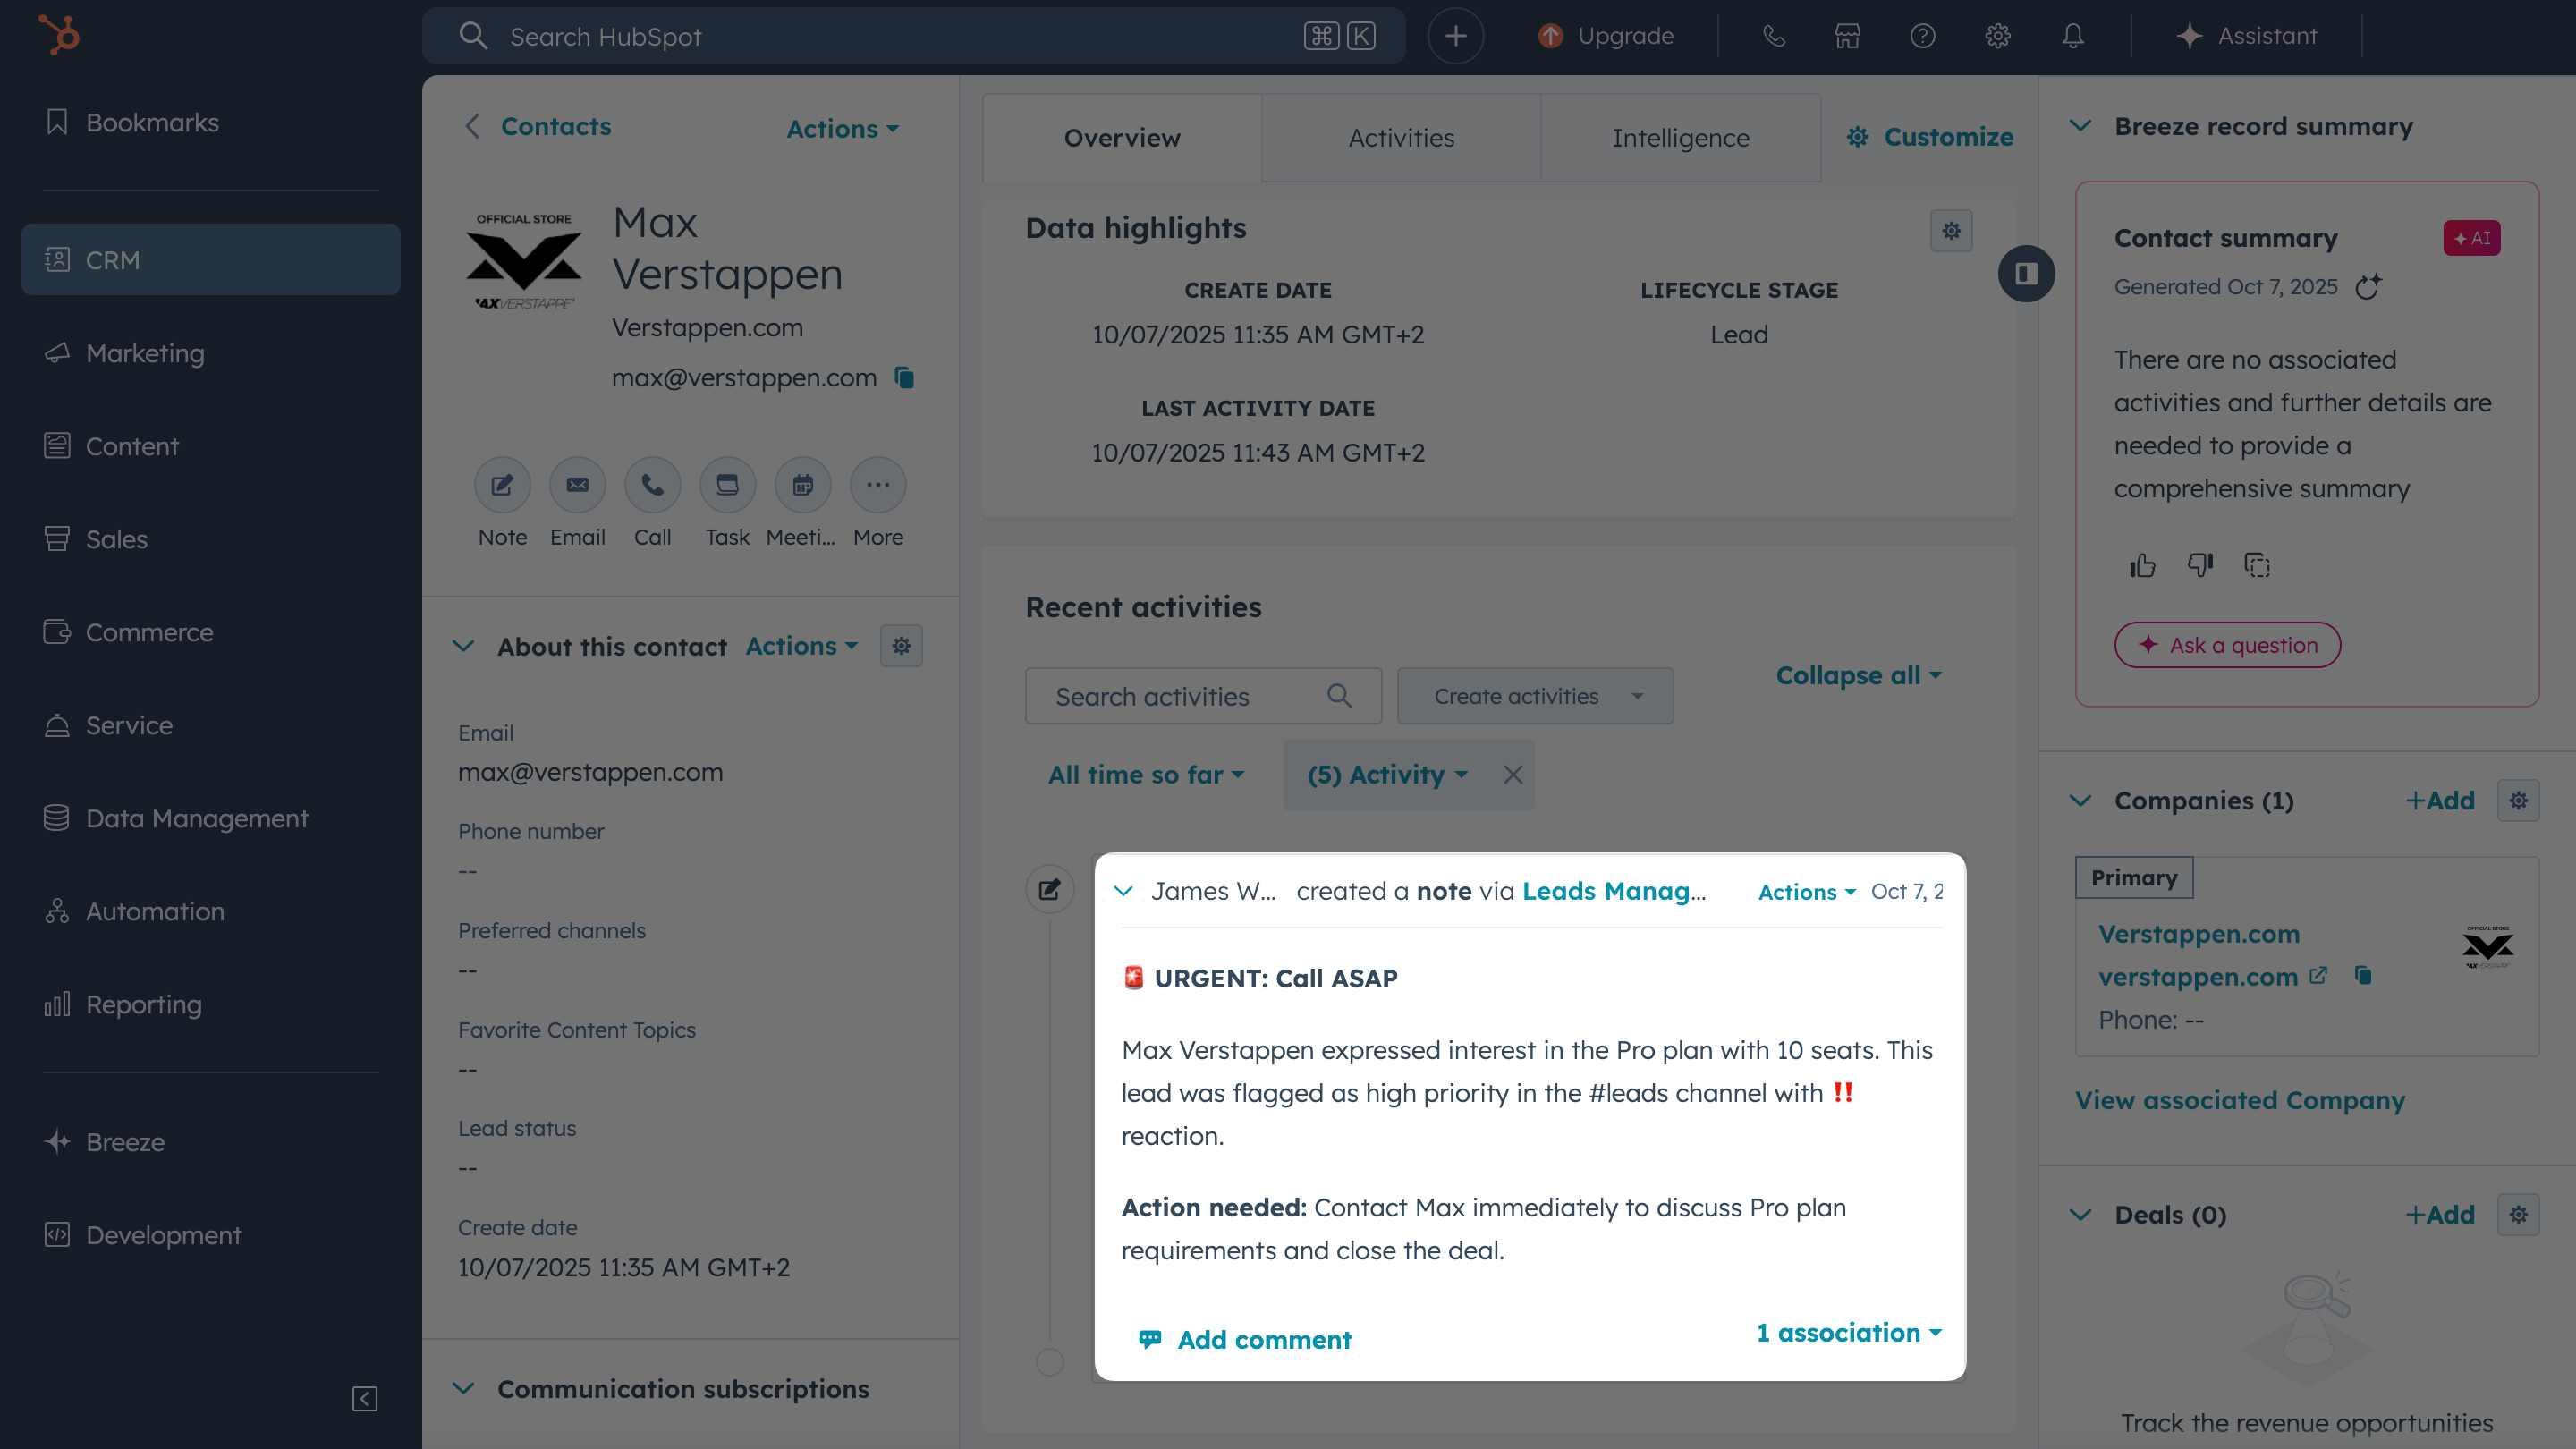 Search HubSpot
⌘ K
Upgrade
Assistant
Bookmarks
CRM
Marketing
Content
Sales
Commerce
Service
Data Management
Automation
Reporting
Breeze
Development
Contacts
Actions
OFFICIAL STORE
Max
Verstappen
Verstappen.com
max@verstappen.com
Note
Email
Call
Task
Meeti...
More
About this contact
Actions
Email
max@verstappen.com
Phone number
--
Preferred channels
--
Favorite Content Topics
--
Lead status
--
Create date
10/07/2025 11:35 AM GMT+2
Communication subscriptions
Overview
Activities
Intelligence
Customize
Data highlights
CREATE DATE
10/07/2025 11:35 AM GMT+2
LIFECYCLE STAGE
Lead
LAST ACTIVITY DATE
10/07/2025 11:43 AM GMT+2
Recent activities
Search activities
Create activities
Collapse all
All time so far
(5) Activity
James W... created a note via Leads Manag...
Actions
Oct 7, 2
🚨 URGENT: Call ASAP
Max Verstappen expressed interest in the Pro plan with 10 seats. This
lead was flagged as high priority in the #leads channel with ‼️
reaction.
Action needed: Contact Max immediately to discuss Pro plan
requirements and close the deal.
Add comment
1 association
Breeze record summary
Contact summary
AI
Generated Oct 7, 2025
There are no associated
activities and further details are
needed to provide a
comprehensive summary
Ask a question
Companies (1)
+Add
Primary
Verstappen.com
verstappen.com
Phone: --
OFFICIAL STORE
View associated Company
Deals (0)
+Add
Track the revenue opportunities